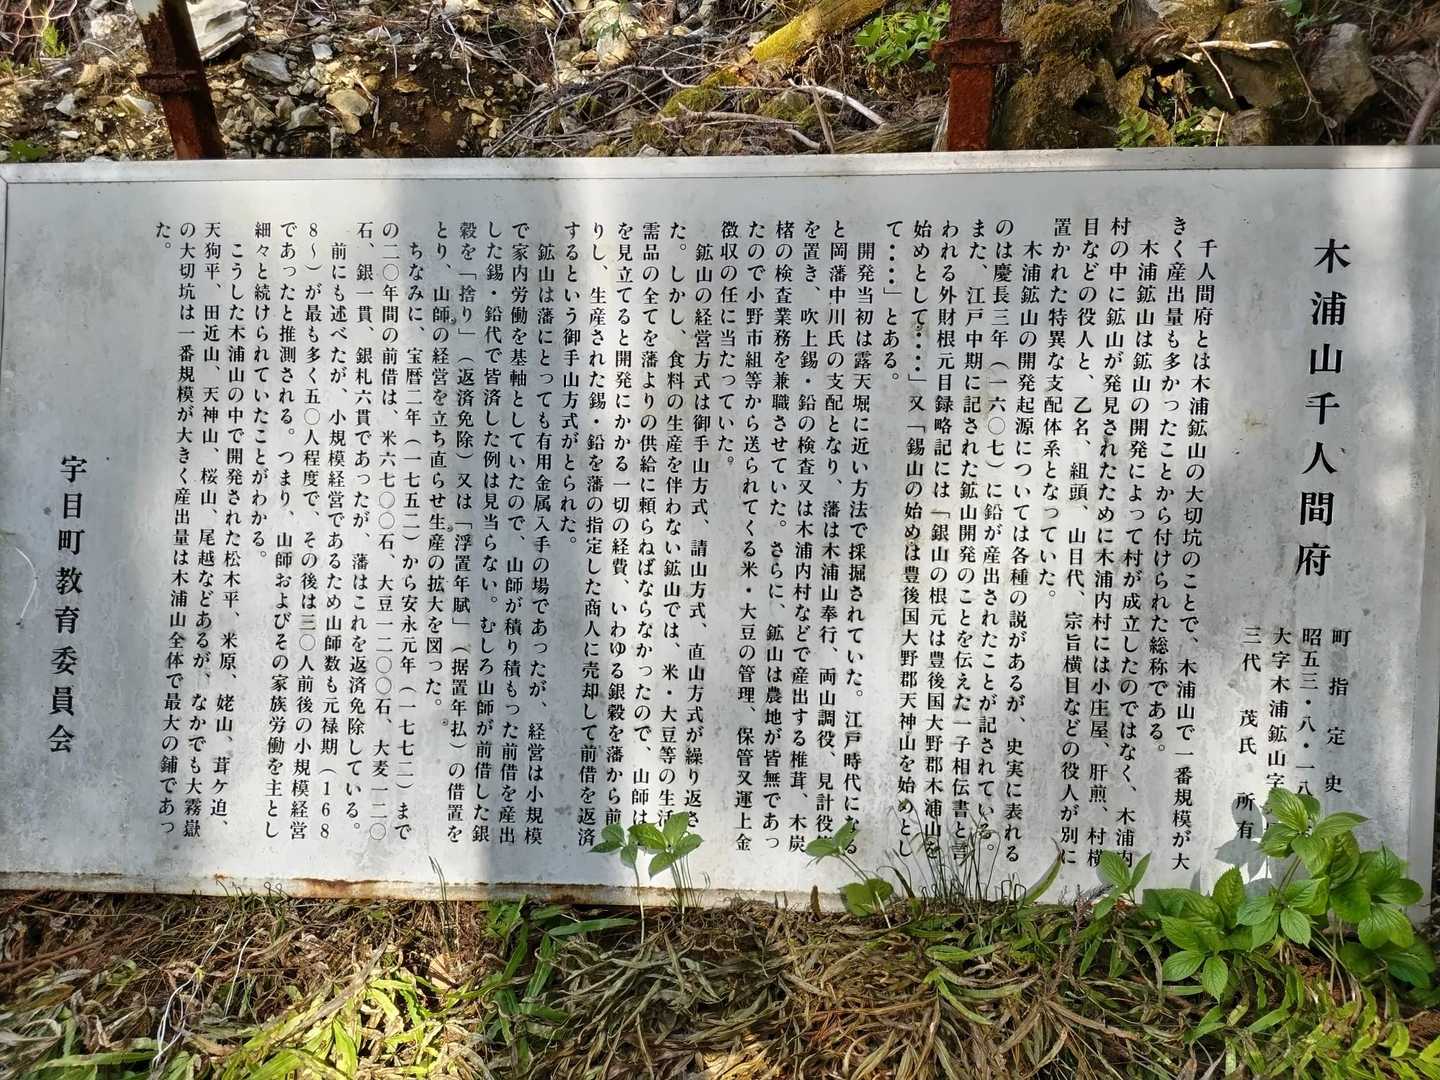 木浦山千人間府
町指定史
昭五三・八・一八
大字木浦鉱山字
三代 茂氏 所有
千人間府とは木浦鉱山の大切坑のことで、木浦山で一番規模が大
きく産出量も多かったことから付けられた総称である。
木浦鉱山は鉱山の開発によって村が成立したのではなく、木浦内
村の中に鉱山が発見されたために木浦内村には小庄屋、肝煎、村横
目などの役人と、乙名、組頭、山目代、宗旨横目などの役人が別に
置かれた特異な支配体系となっていた。
木浦鉱山の開発起源については各種の説があるが、史実に表れる
のは慶長三年（一六〇七）に鉛が産出されたことが記されている。
また、江戸中期に記された鉱山開発のことを伝えた一子相伝書と言
われる外財根元目録略記には「銀山の根元は豊後国大野郡木浦山を
始めとして・・・・」又「錫山の始めは豊後国大野郡天神山を始めとし
て・・・・」とある。
開発当初は露天堀に近い方法で採掘されていた。江戸時代になる
と岡藩中川氏の支配となり、藩は木浦山奉行、両山調役、見計役
を置き、吹上錫・鉛の検査又は木浦内村などで産出する椎茸、木炭
楮の検査業務を兼職させていた。さらに、鉱山は農地が皆無であっ
たので小野市組等から送られてくる米・大豆の管理、保管又運上金
徴収の任に当たっていた。
鉱山の経営方式は御手山方式、請山方式、直山方式が繰り返さ
た。しかし、食料の生産を伴わない鉱山では、米・大豆等の生活
需品の全てを藩よりの供給に頼らねばならなかったので、山師は
を見立てると開発にかかる一切の経費、いわゆる銀穀を藩から前
りし、生産された錫・鉛を藩の指定した商人に売却して前借を返済
するという御手山方式がとられた。
鉱山は藩にとっても有用金属入手の場であったが、経営は小規模
で家内労働を基軸としていたので、山師が積り積もった前借を産出
した錫・鉛代で皆済した例は見当らない。むしろ山師が前借した銀
穀を「捨り」（返済免除）又は「浮置年賦」（据置年払）の借置を
とり、山師の経営を立ち直らせ生産の拡大を図った。
ちなみに、宝暦二年（一七五二）から安永元年（一七七二）まで
の二〇年間の前借は、米六七〇〇石、大豆一二〇〇石、大麦一二〇
石、銀一貫、銀札六貫であったが、藩はこれを返済免除している。
前にも述べたが、小規模経営であるため山師数も元禄期（１６８
８～）が最も多く五〇人程度で、その後は三〇人前後の小規模経営
であったと推測される。つまり、山師およびその家族労働を主とし
細々と続けられていたことがわかる。
こうした木浦山の中で開発された松木平、米原、姥山、茸ケ迫、
天狗平、田近山、天神山、桜山、尾越などあるが、なかでも大霧嶽
の大切坑は一番規模が大きく産出量は木浦山全体で最大の鋪であっ
た。
宇目町教育委員会